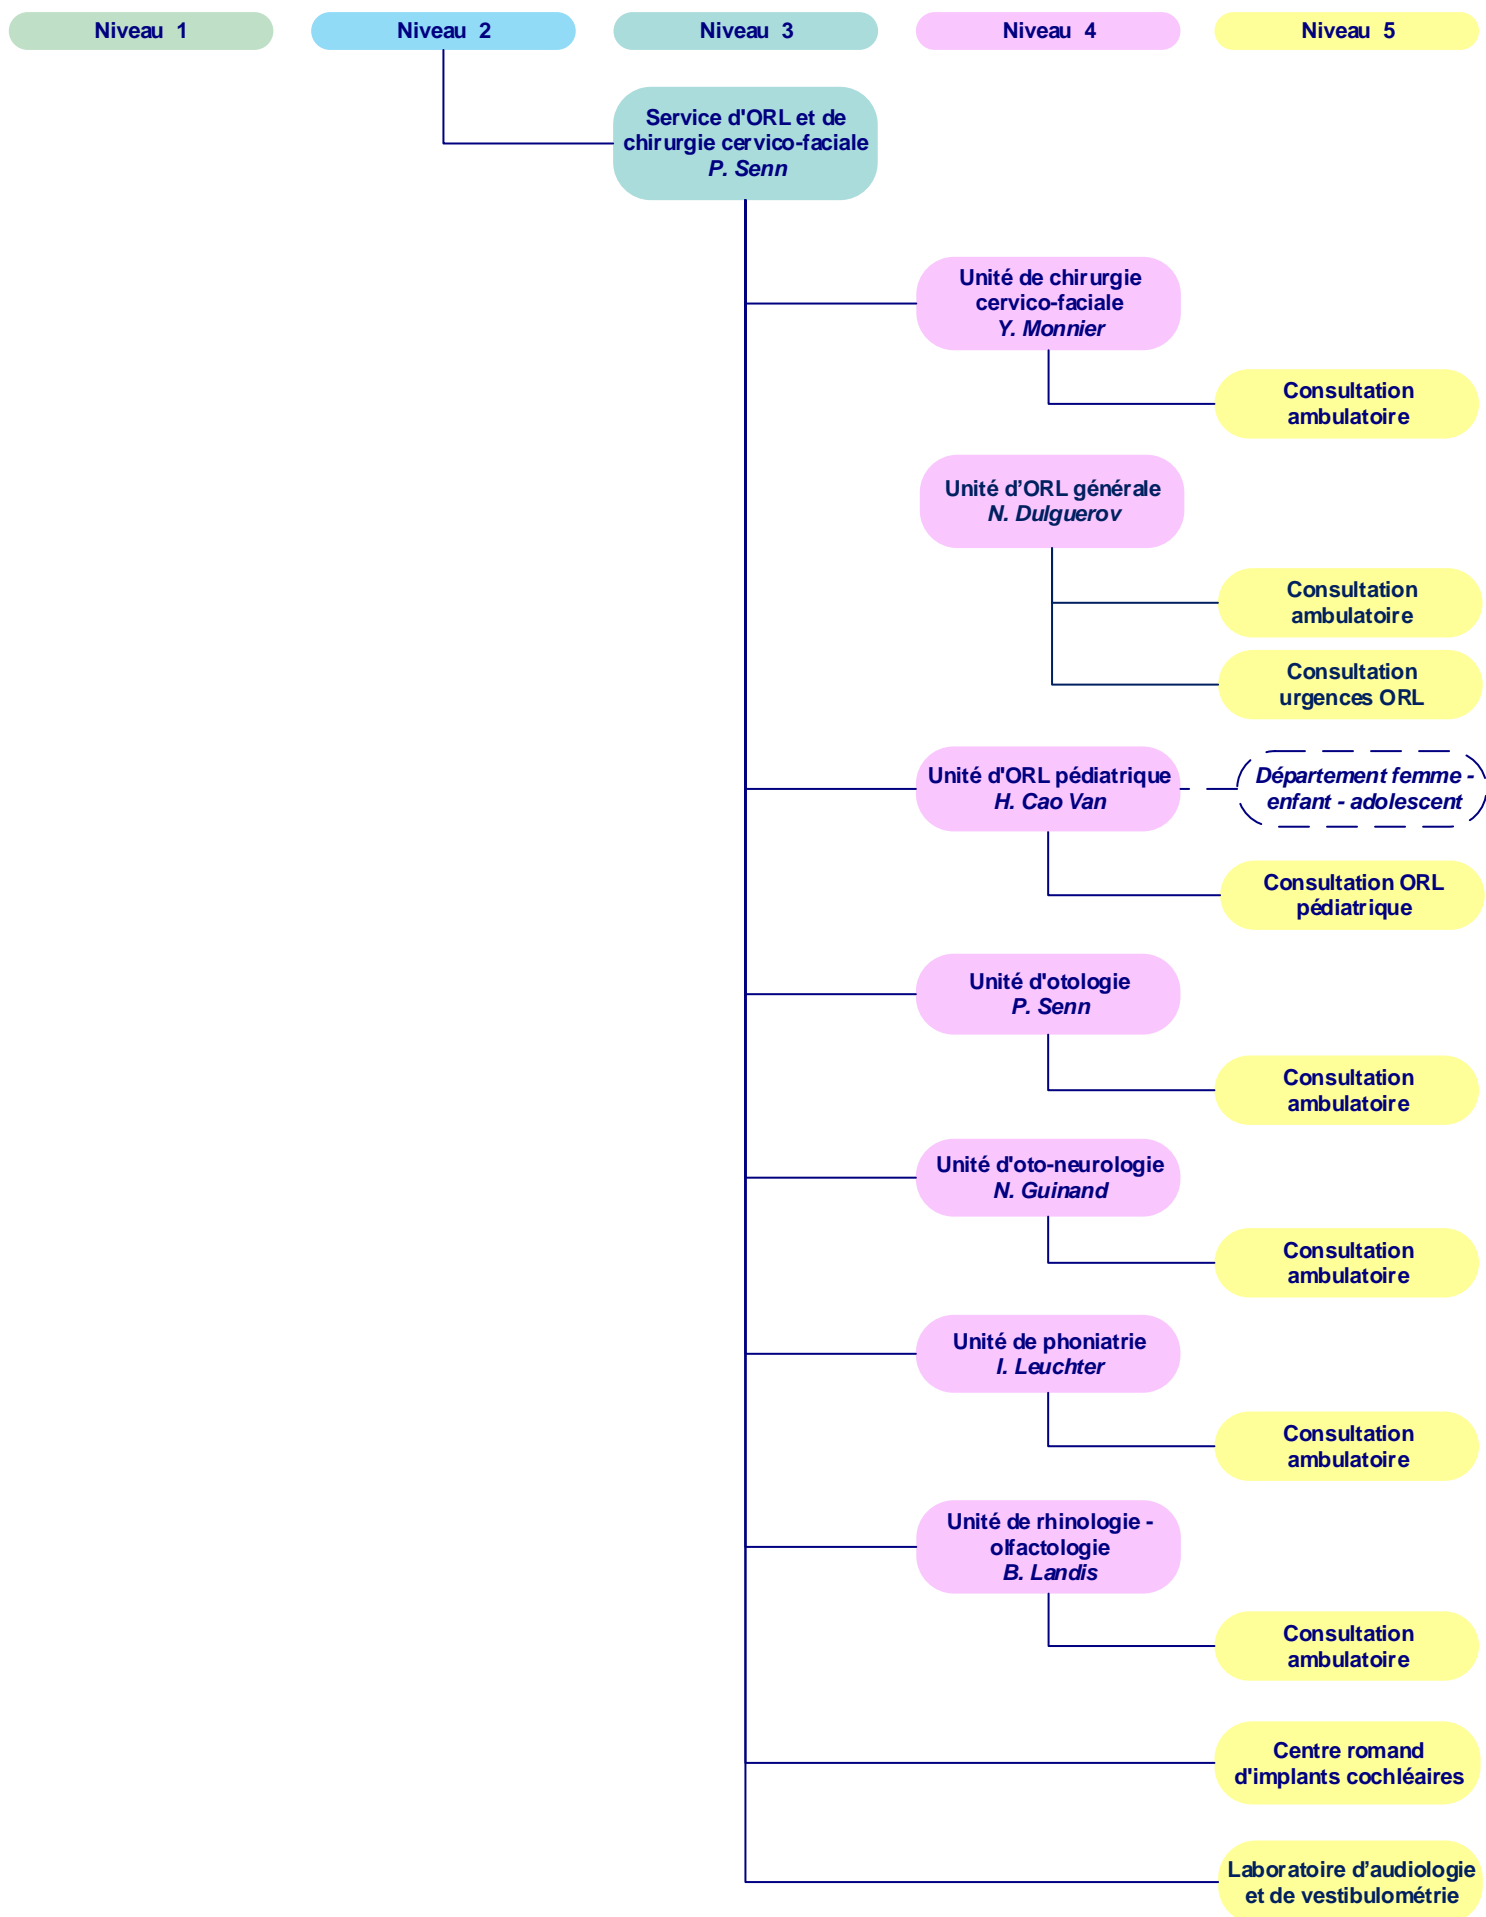 Niveau 1
Niveau 2
Niveau 3
Niveau 4
Niveau 5
Service d'ORL et de
chirurgie cervico-faciale
P. Senn
Unité de chirurgie
cervico-faciale
Y. Monnier
Consultation
ambulatoire
Unité d’ORL générale
N. Dulguerov
Consultation
ambulatoire
Consultation
urgences ORL
Unité d'ORL pédiatrique
H. Cao Van
Département femme -
enfant - adolescent
Consultation ORL
pédiatrique
Unité d'otologie
P. Senn
Consultation
ambulatoire
Unité d'oto-neurologie
N. Guinand
Consultation
ambulatoire
Unité de phoniatrie
I. Leuchter
Consultation
ambulatoire
Unité de rhinologie -
olfactologie
B. Landis
Consultation
ambulatoire
Centre romand
d'implants cochléaires
Laboratoire d’audiologie
et de vestibulométrie